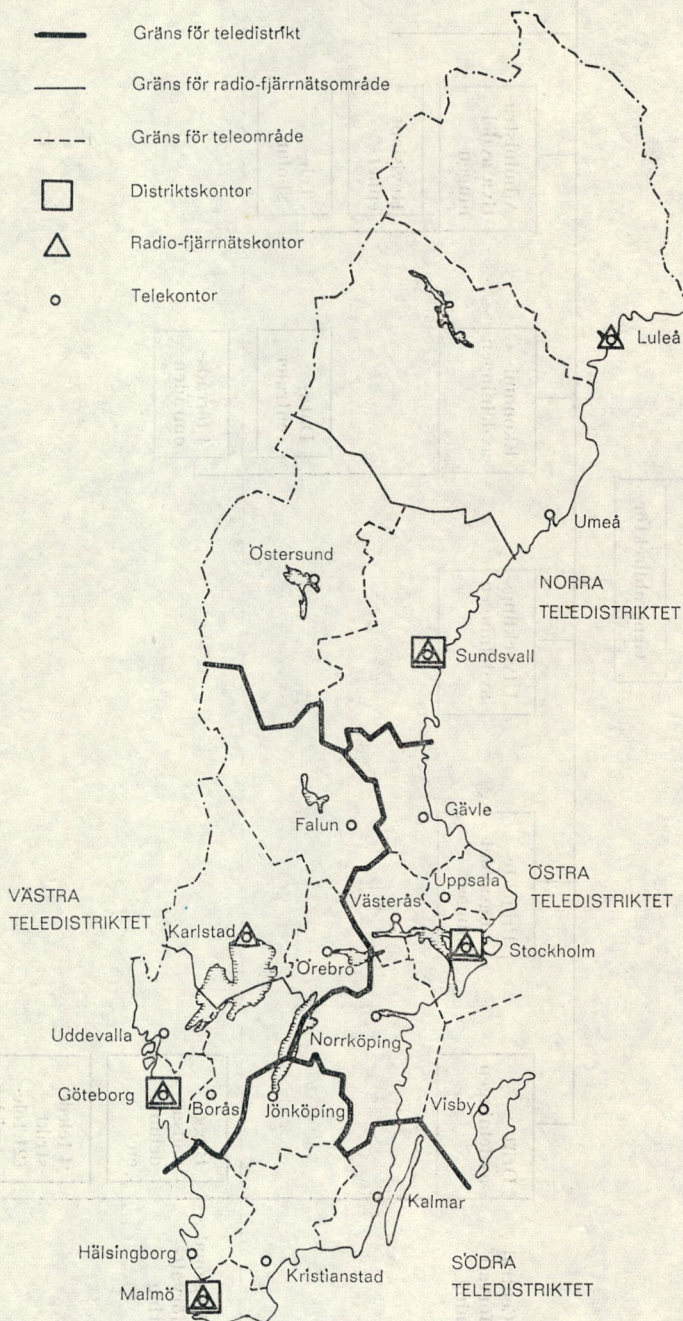 Gräns för teledistrikt
Gräns för radio-fjärrnätsområde
Gräns för teleområde
Distriktskontor
Radio-fjärrnätskontor
Telekontor
Luleå
Umeå
Östersund
NORRA
TELEDISTRIKTET
Sundsvall
Falun
Gävle
VÄSTRA
TELEDISTRIKTET
ÖSTRA
TELEDISTRIKTET
Uppsala
Västerås
Karlstad
Örebro
Stockholm
Uddevalla
Norrköping
Göteborg
Borås
Jönköping
Visby
Kalmar
Hälsingborg
Kristianstad
SÖDRA
TELEDISTRIKTET
Malmö